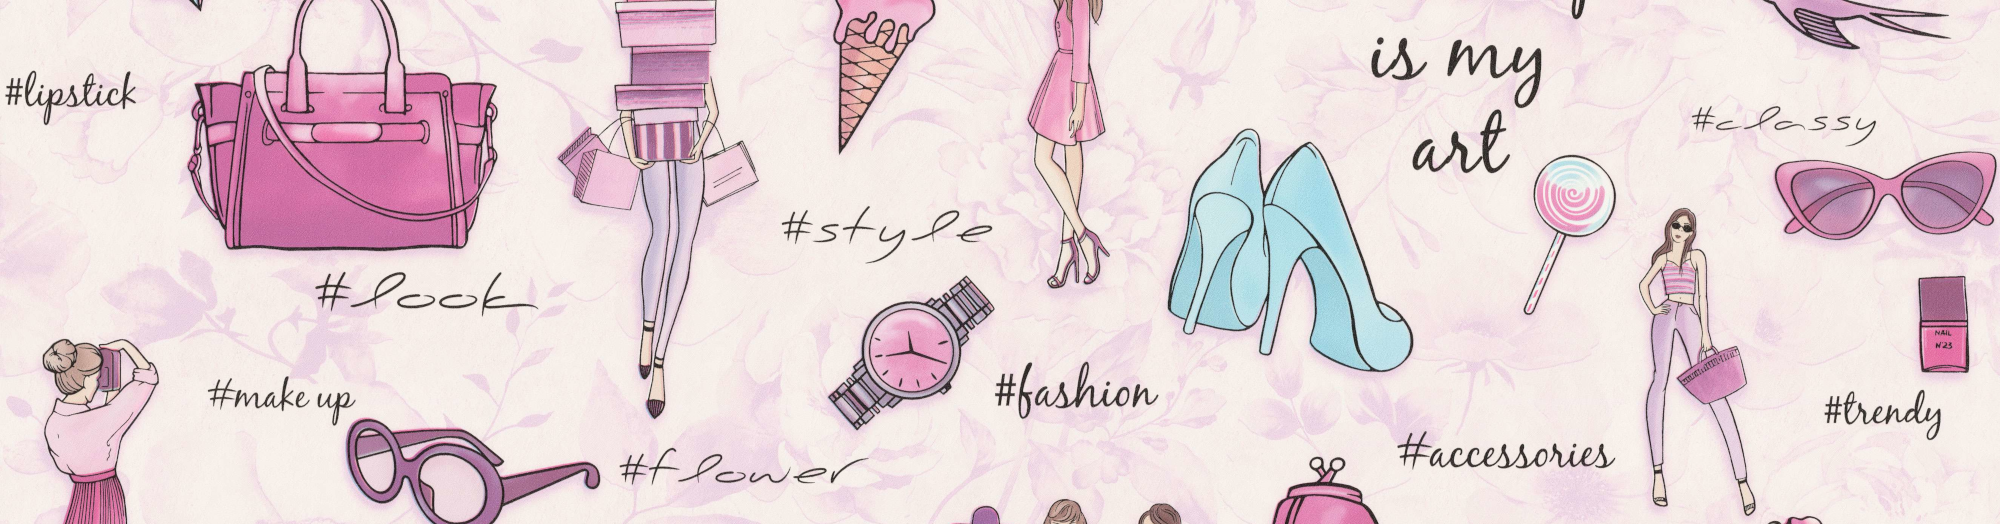 is my
art
#lipstick
#classy
#style
#look
NAIL
N°23
#make up
#fashion
#trendy
#accessories
#flower